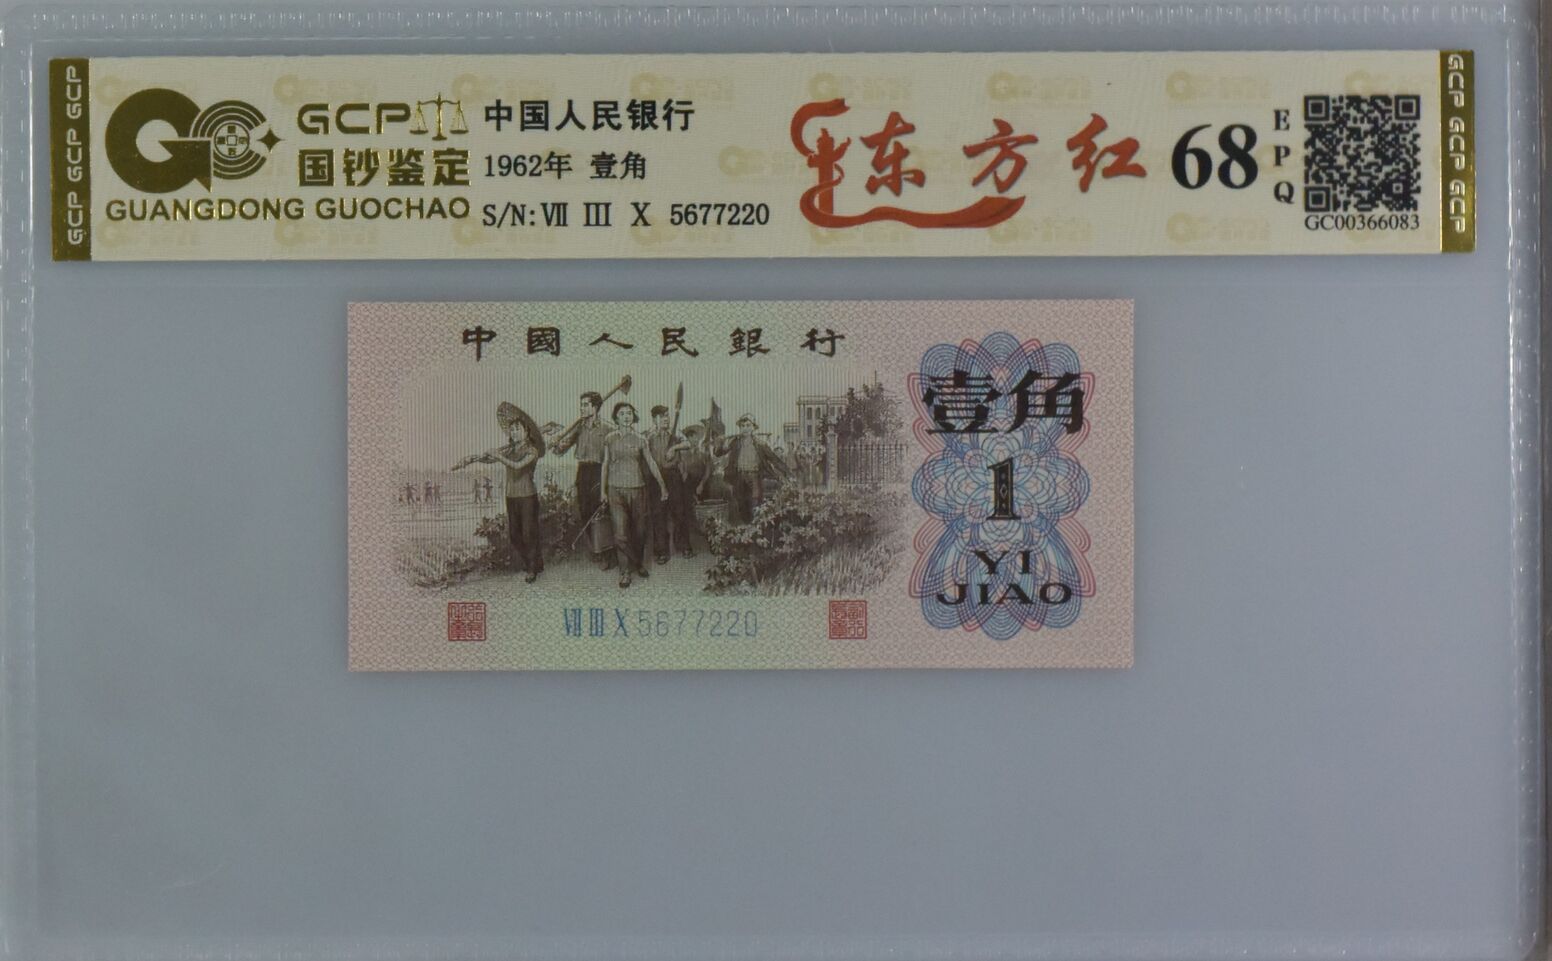 GCP GCP GCP
GCP
国钞鉴定
GUANGDONG GUOCHAO
中国人民银行
1962年 壹角
S/N: Ⅶ Ⅲ Ⅹ 5677220
东方红
68
EPQ
GC00366083
GCP GCP GCP
中國人民銀行
壹角
1
YI
JIAO
Ⅶ Ⅲ Ⅹ 5677220